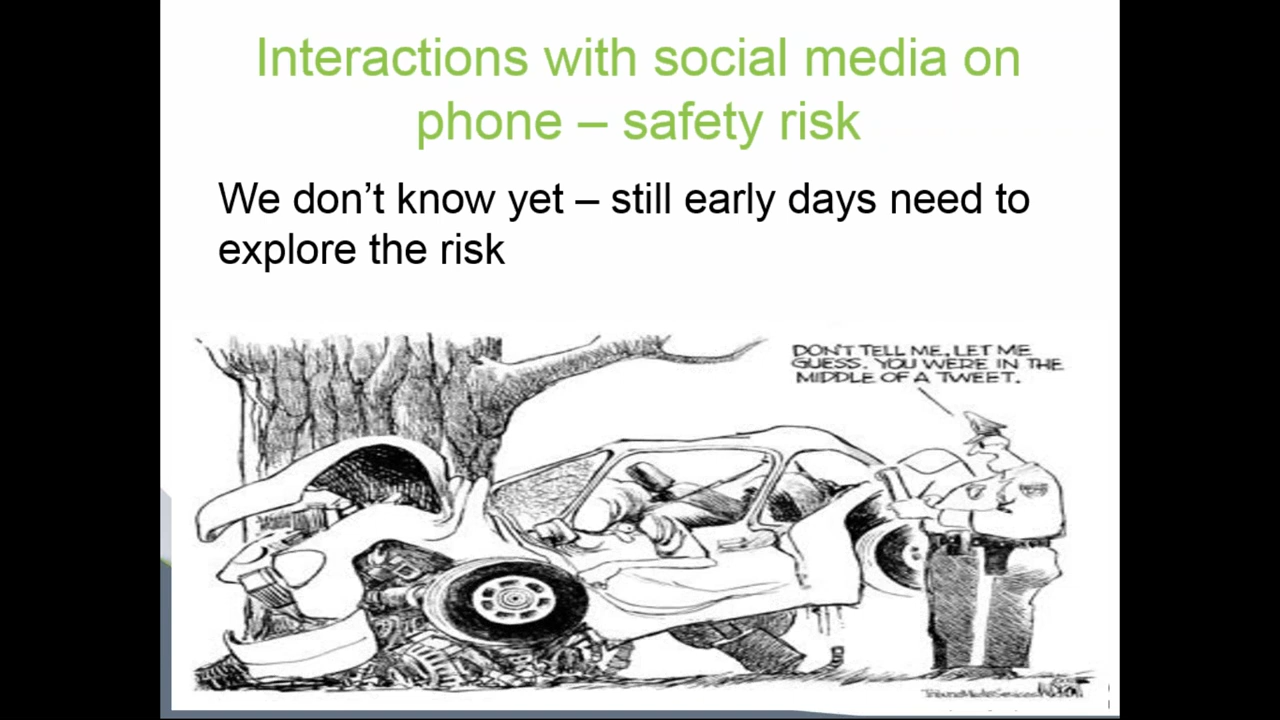 Interactions with social media on
phone – safety risk
We don’t know yet – still early days need to
explore the risk
DON'T TELL ME, LET ME
GUESS. YOU WERE IN THE
MIDDLE OF A TWEET.